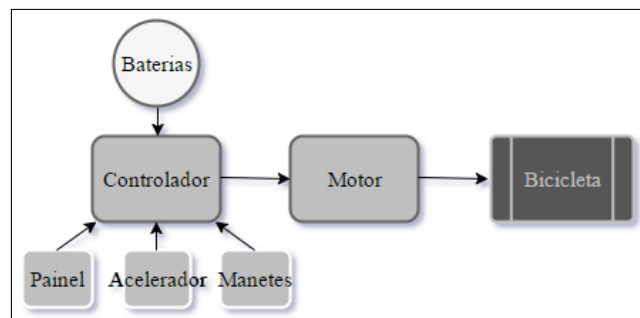 Baterias
Controlador
Motor
Bicicleta
Painel
Acelerador
Manetes